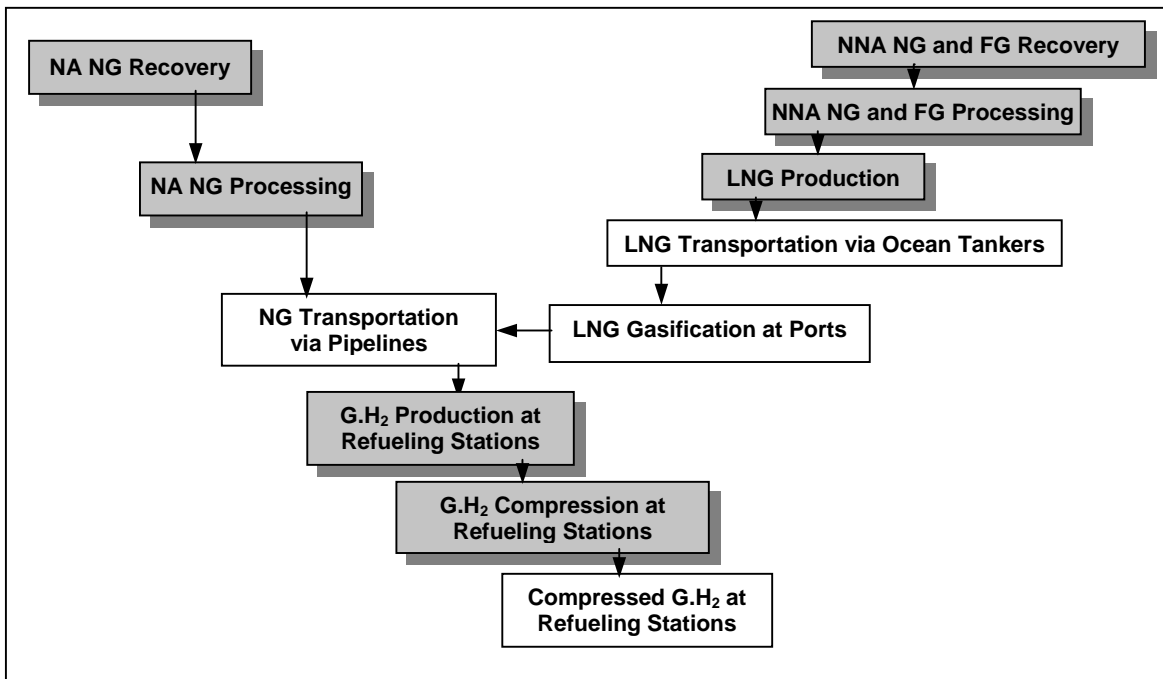 NA NG Recovery
NNA NG and FG Recovery
NNA NG and FG Processing
NA NG Processing
LNG Production
LNG Transportation via Ocean Tankers
NG Transportation
via Pipelines
LNG Gasification at Ports
G.H₂ Production at
Refueling Stations
G.H₂ Compression at
Refueling Stations
Compressed G.H₂ at
Refueling Stations